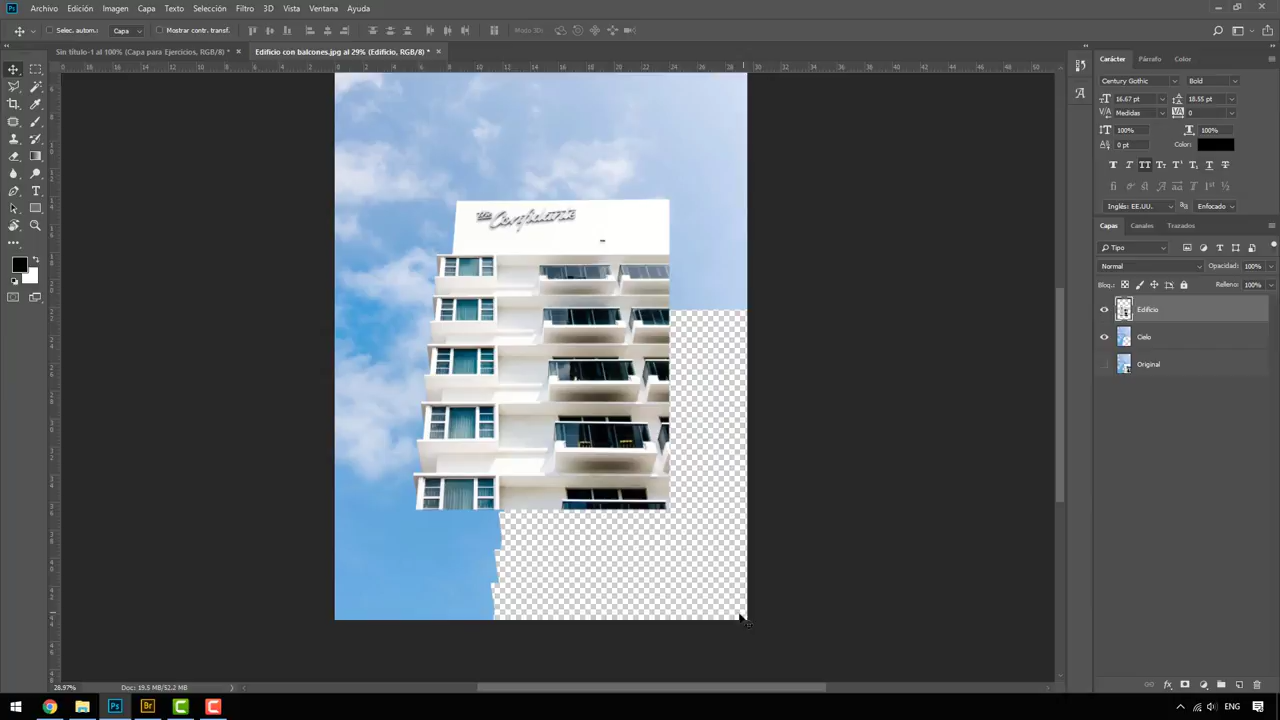 Archivo Edición Imagen Capa Texto Selección Filtro 3D Vista Ventana Ayuda
Selec. autom.: Capa Mostrar contr. transf. Modo 3D:
Sin título-1 al 100% (Capa para Ejercicios, RGB/8) * × Edificio con balcones.jpg al 29% (Edificio, RGB/8) * ×
Carácter Párrafo Color
Century Gothic Bold
16.67 pt 18.55 pt
Medidas 0
100% 100%
0 pt Color:
Inglés: EE.UU. Enfocado
Capas Canales Trazados
Tipo
Normal Opacidad: 100%
Bloq.: Relleno: 100%
Edificio
Cielo
Original
The Confidante
28.97% Doc: 19.5 MB/52.2 MB
Ps Br ENG